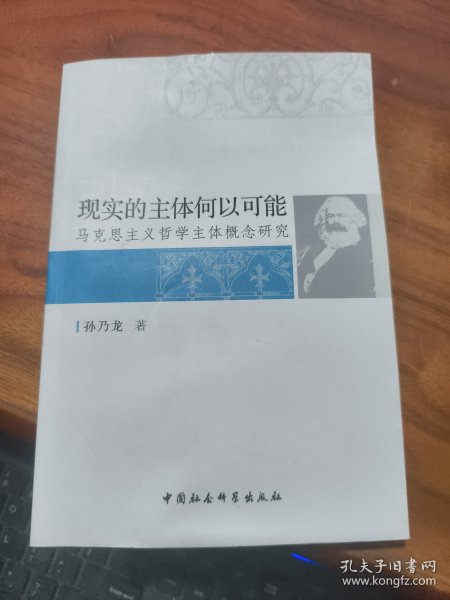 现实的主体何以可能
马克思主义哲学主体概念研究
孙乃龙 著
中国社会科学出版社
孔夫子旧书网
www.kongfz.com